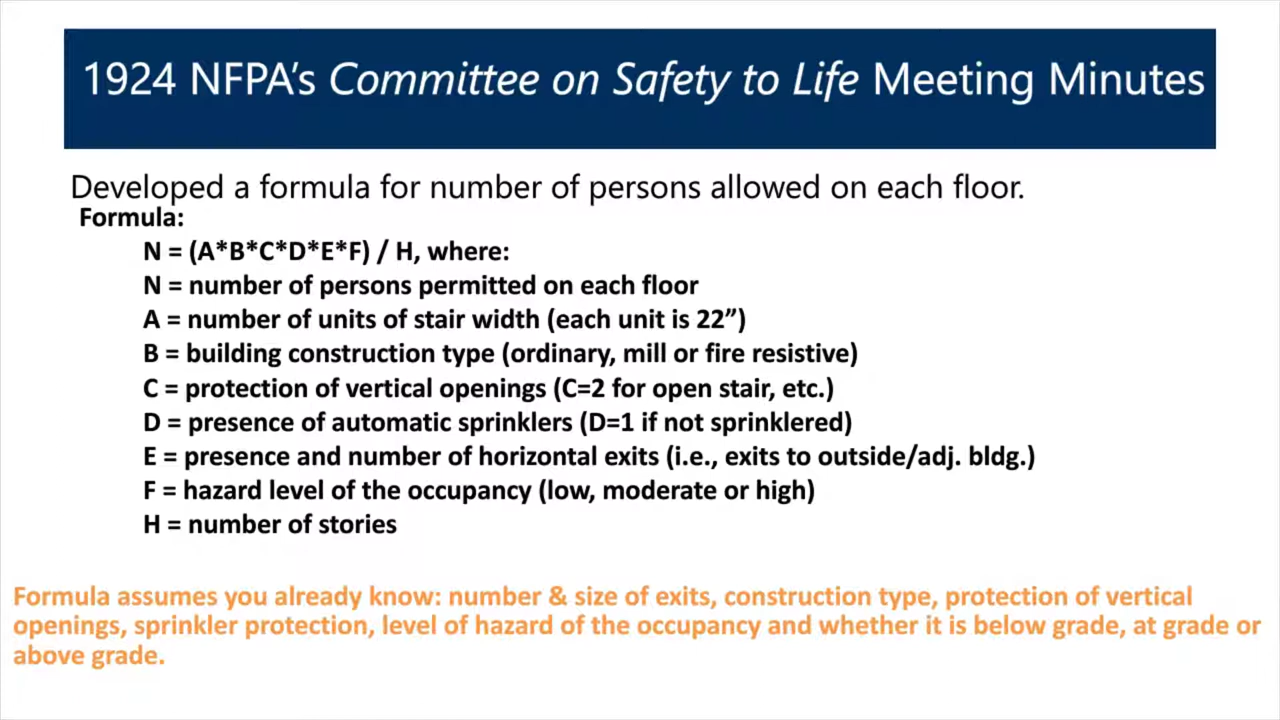 1924 NFPA's Committee on Safety to Life Meeting Minutes
Developed a formula for number of persons allowed on each floor.
Formula:
N = (A*B*C*D*E*F) / H, where:
N = number of persons permitted on each floor
A = number of units of stair width (each unit is 22”)
B = building construction type (ordinary, mill or fire resistive)
C = protection of vertical openings (C=2 for open stair, etc.)
D = presence of automatic sprinklers (D=1 if not sprinklered)
E = presence and number of horizontal exits (i.e., exits to outside/adj. bldg.)
F = hazard level of the occupancy (low, moderate or high)
H = number of stories
Formula assumes you already know: number & size of exits, construction type, protection of vertical
openings, sprinkler protection, level of hazard of the occupancy and whether it is below grade, at grade or
above grade.